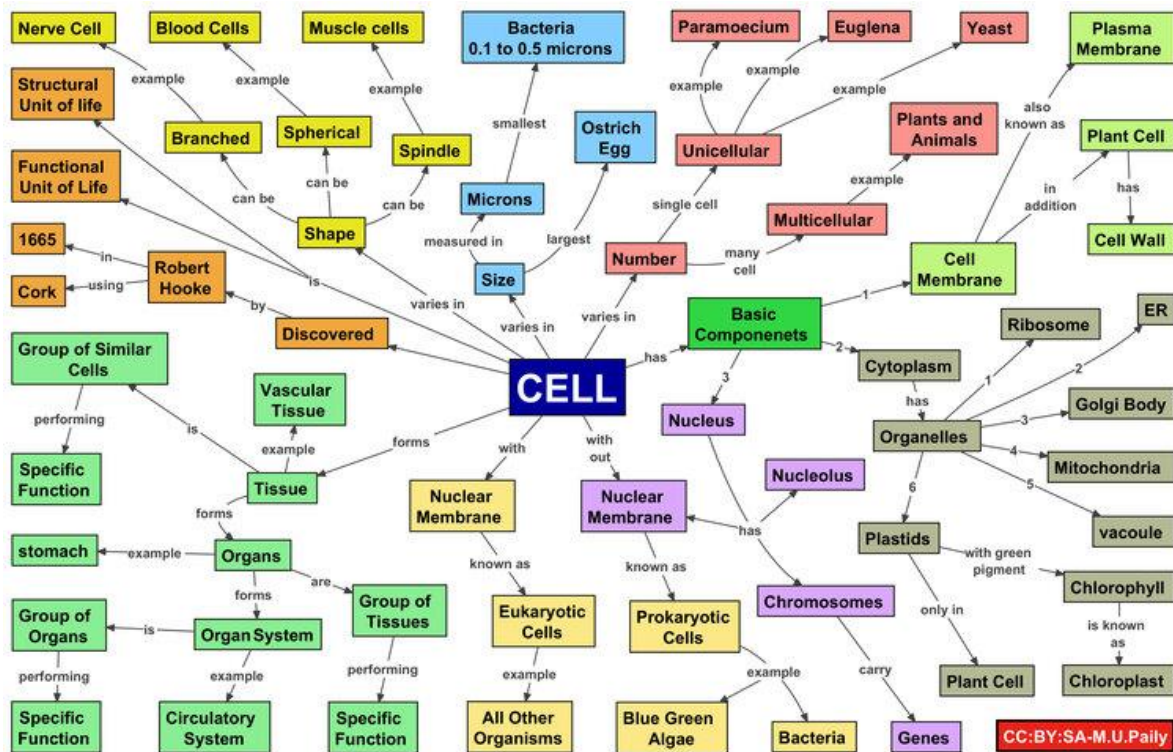 Nerve Cell
Blood Cells
Muscle cells
Bacteria
0.1 to 0.5 microns
Paramoecium
Euglena
Yeast
Plasma
Membrane
example
example
example
smallest
example
example
example
also
known as
Structural
Unit of life
Branched
Spherical
Spindle
Ostrich
Egg
Unicellular
Plants and
Animals
Plant Cell
Functional
Unit of Life
can be
can be
can be
Microns
largest
single cell
example
in
addition
has
1665
in
Shape
measured in
Multicellular
Cell Wall
Cork
using
Robert
Hooke
is
Size
Number
many
cell
Cell
Membrane
by
Discovered
varies in
varies in
varies in
Basic
Componenets
1
Ribosome
ER
Group of Similar
Cells
has
2
Cytoplasm
CELL
3
1
2
Vascular
Tissue
has
Golgi Body
performing
is
example
forms
with
with
out
Nucleus
Organelles
3
4
Mitochondria
Specific
Function
Tissue
Nuclear
Membrane
Nuclear
Membrane
Nucleolus
6
5
forms
has
Plastids
vacoule
stomach
example
Organs
are
known as
known as
with green
pigment
Chlorophyll
forms
Group of
Organs
is
Organ System
Group of
Tissues
Eukaryotic
Cells
Prokaryotic
Cells
Chromosomes
only in
is known
as
performing
example
performing
example
example
carry
Plant Cell
Chloroplast
Specific
Function
Circulatory
System
Specific
Function
All Other
Organisms
Blue Green
Algae
Bacteria
Genes
CC:BY:SA-M.U.Paily